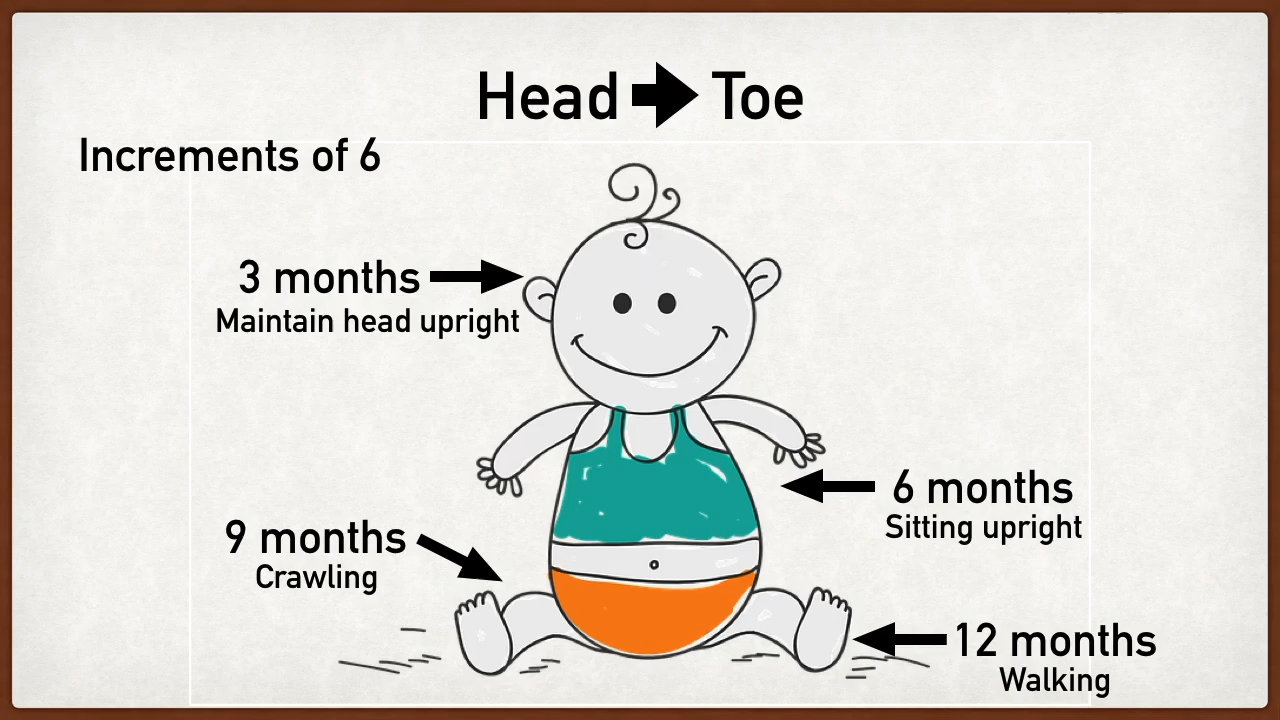 Head Toe
Increments of 6
3 months
Maintain head upright
6 months
Sitting upright
9 months
Crawling
12 months
Walking